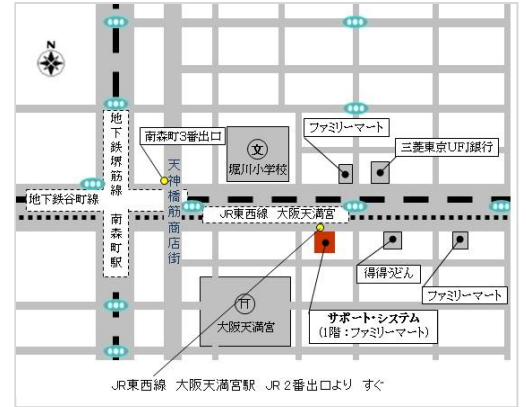 N
地下鉄堺筋線 南森町駅
南森町3番出口
天神橋筋商店街
文
堀川小学校
ファミリーマート
三菱東京UFJ銀行
地下鉄谷町線
JR東西線 大阪天満宮
得得うどん
ファミリーマート
サポート・システム
(1階：ファミリーマート)
大阪天満宮
JR東西線 大阪天満宮駅 JR２番出口より すぐ